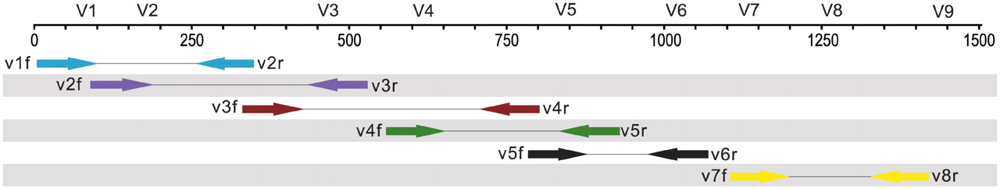 V1 V2 V3 V4 V5 V6 V7 V8 V9
0 250 500 750 1000 1250 1500
v1f v2r
v2f v3r
v3f v4r
v4f v5r
v5f v6r
v7f v8r